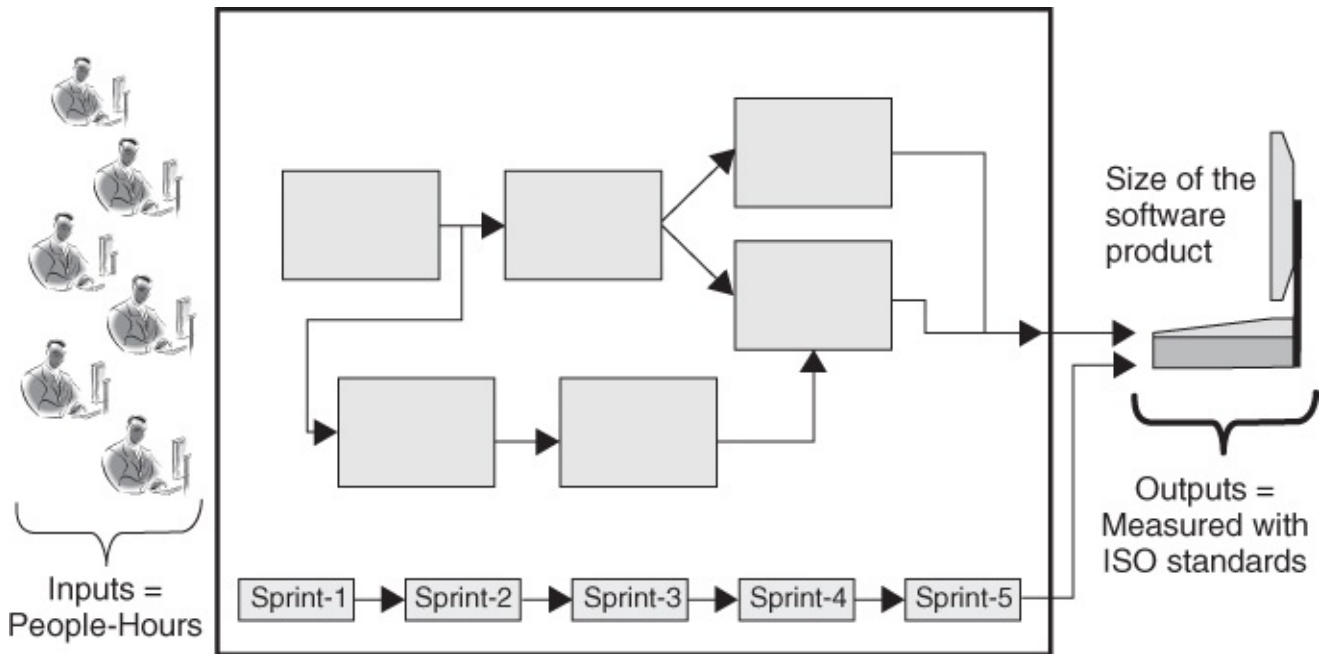 Inputs =
People-Hours
Sprint-1
Sprint-2
Sprint-3
Sprint-4
Sprint-5
Size of the
software
product
Outputs =
Measured with
ISO standards